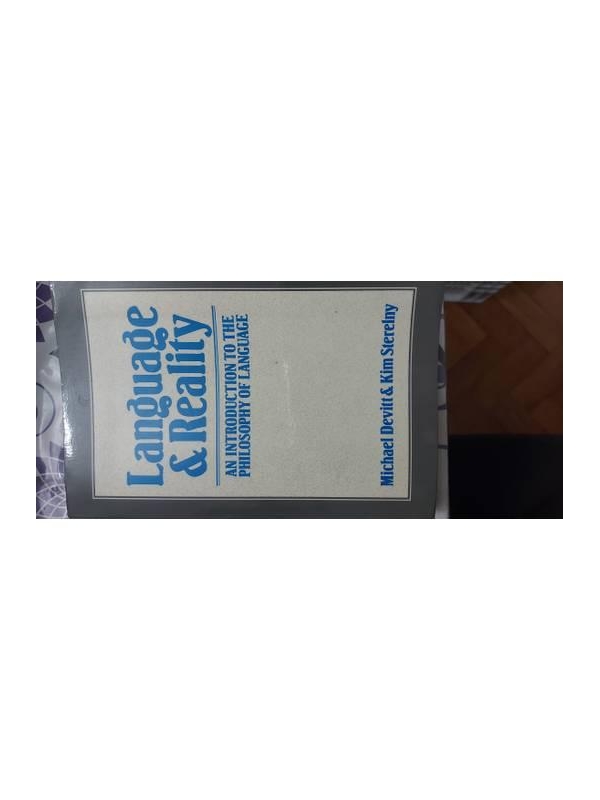 Language
& Reality
AN INTRODUCTION TO THE
PHILOSOPHY OF LANGUAGE
Michael Devitt & Kim Sterelny